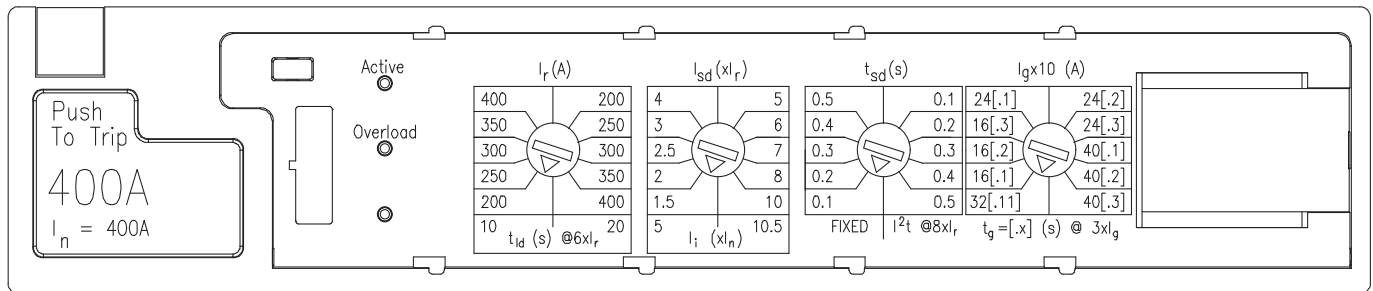 Push
To Trip
400A
I_n = 400A
Active
Overload
I_r (A)
400 200
350 250
300 300
250 350
200 400
10 20
t_ld (s) @6xI_r
I_sd (xI_r)
4 5
3 6
2.5 7
2 8
1.5 10
5 10.5
I_i (xI_n)
t_sd (s)
0.5 0.1
0.4 0.2
0.3 0.3
0.2 0.4
0.1 0.5
FIXED I²t @8xI_r
I_gx10 (A)
24[.1] 24[.2]
16[.3] 24[.3]
16[.2] 40[.1]
16[.1] 40[.2]
32[.11] 40[.3]
t_g=[.x] (s) @ 3xI_g